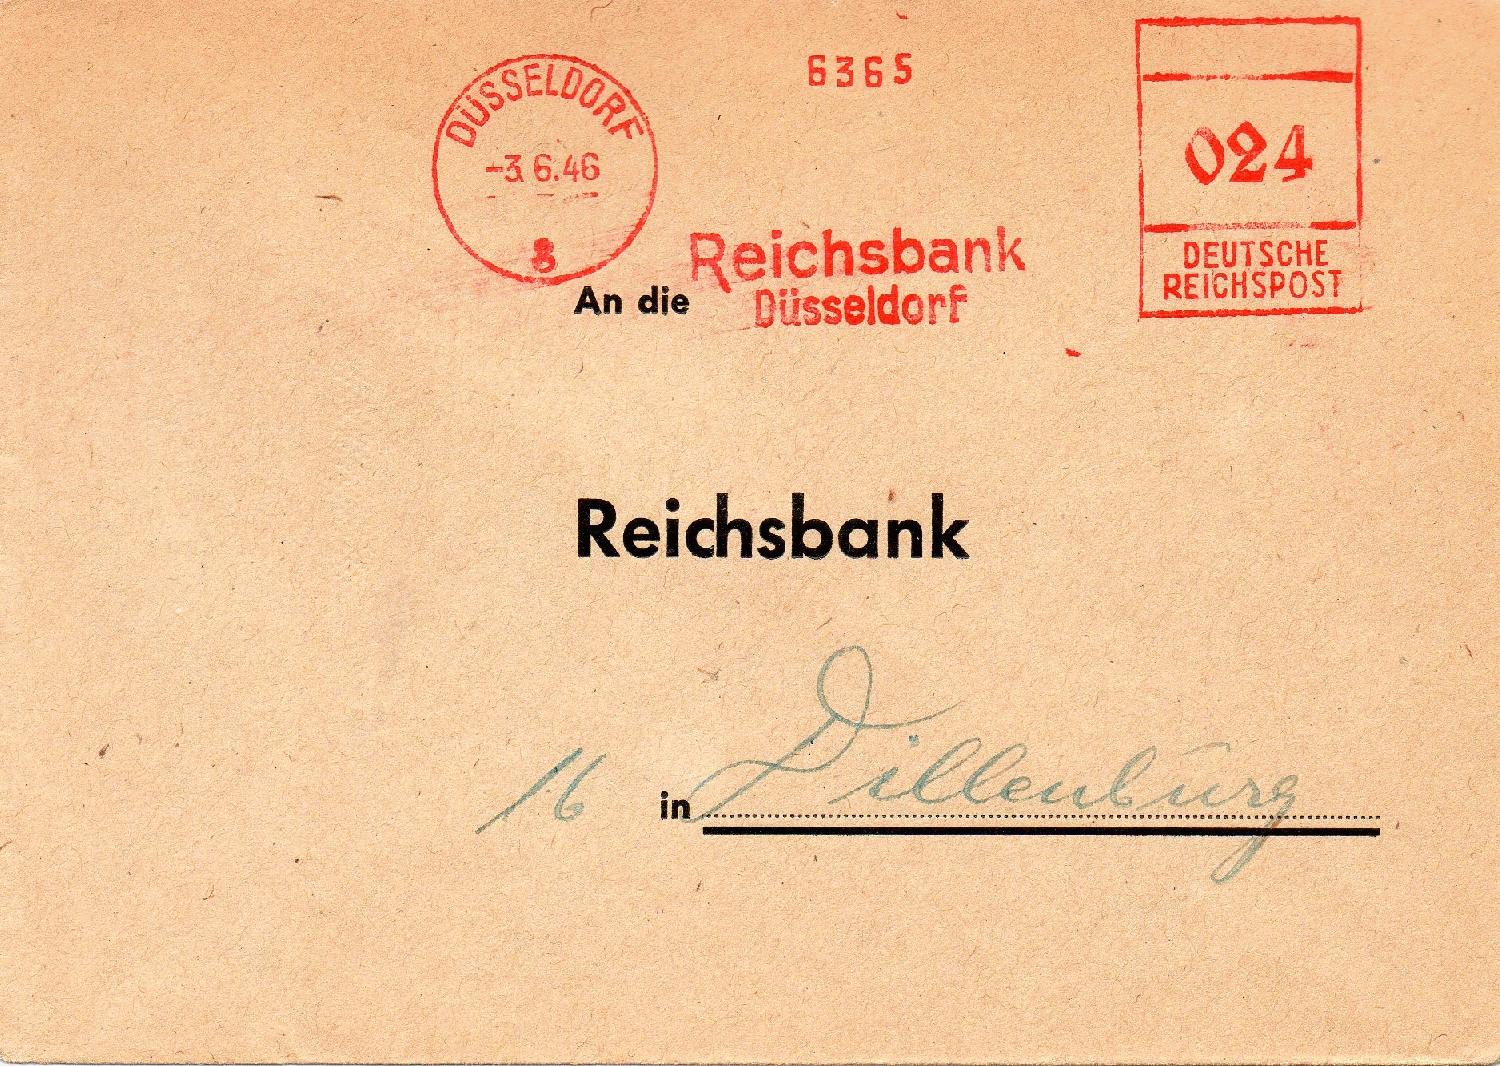 DÜSSELDORF
-3.6.46
8
6365
Reichsbank
Düsseldorf
024
DEUTSCHE
REICHSPOST
An die
Reichsbank
16 in Dillenburg